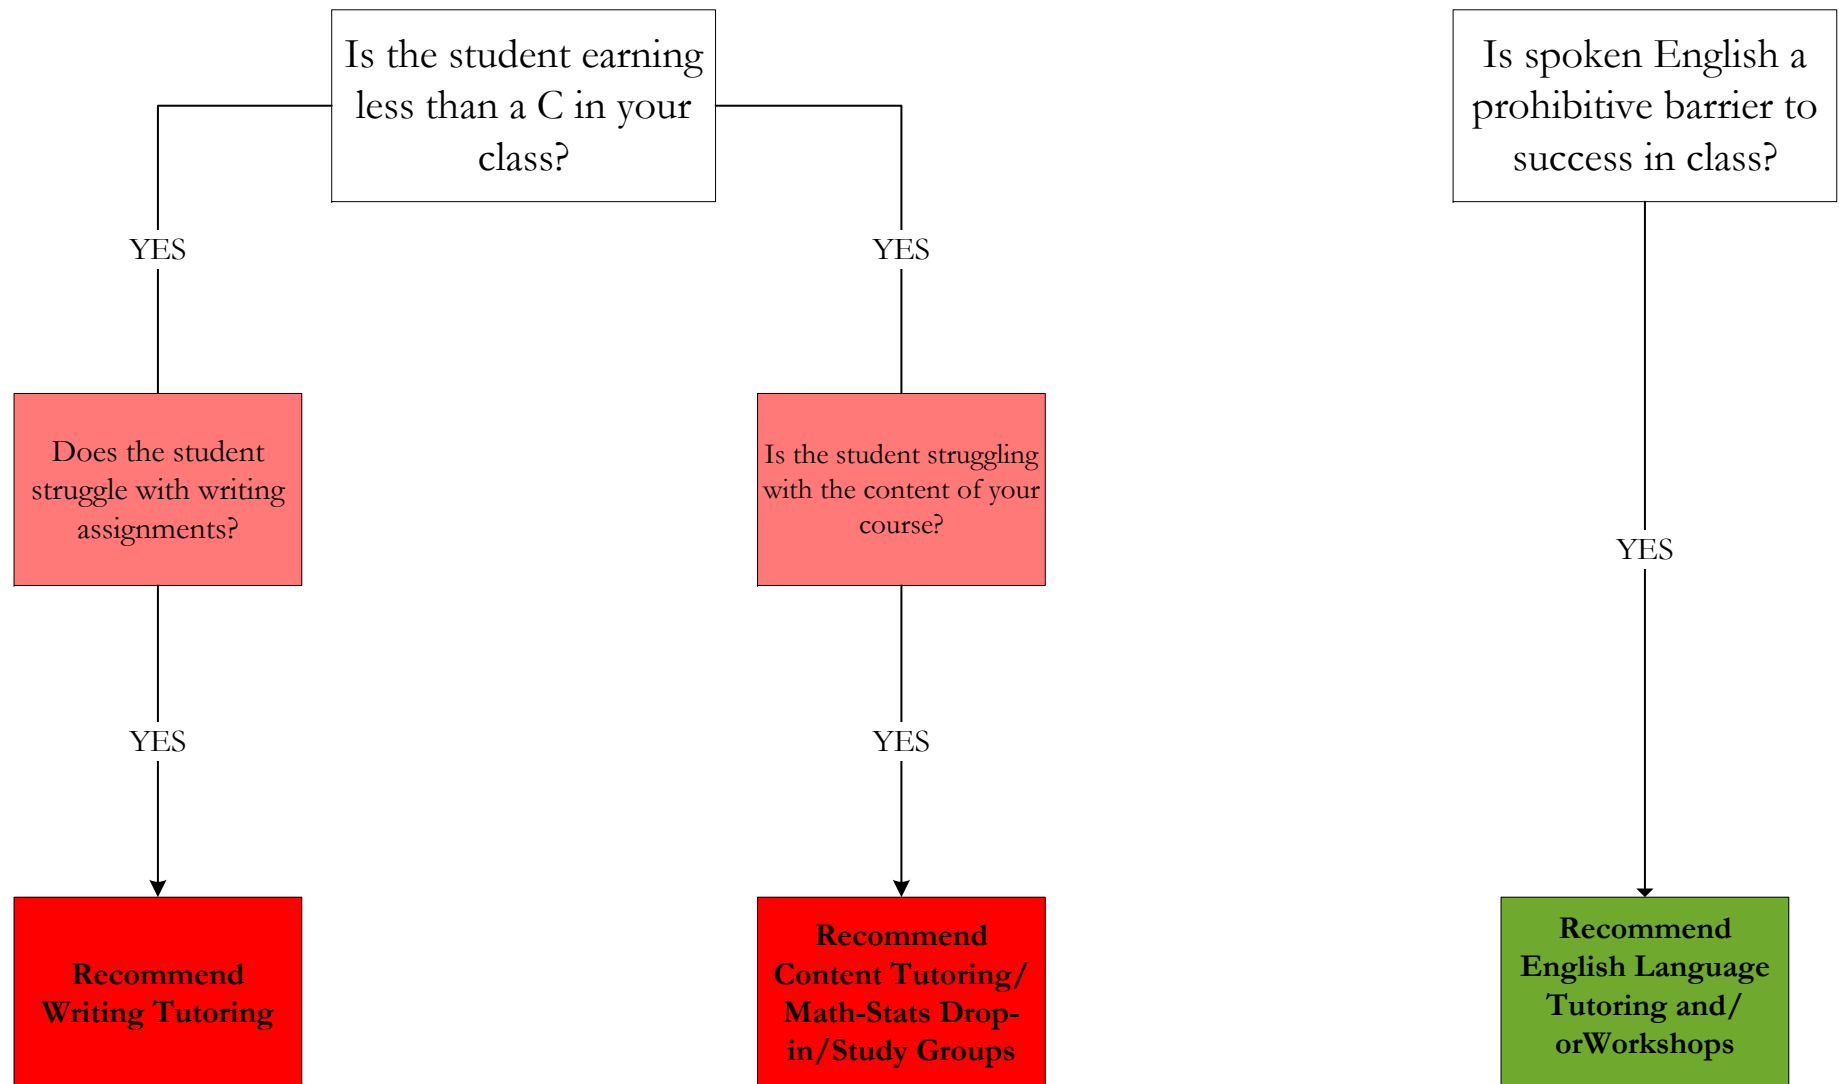 Is the student earning
less than a C in your
class?
Is spoken English a
prohibitive barrier to
success in class?
YES
YES
Does the student
struggle with writing
assignments?
Is the student struggling
with the content of your
course?
YES
YES
YES
Recommend
Writing Tutoring
Recommend
Content Tutoring/
Math-Stats Drop-
in/Study Groups
Recommend
English Language
Tutoring and/
orWorkshops